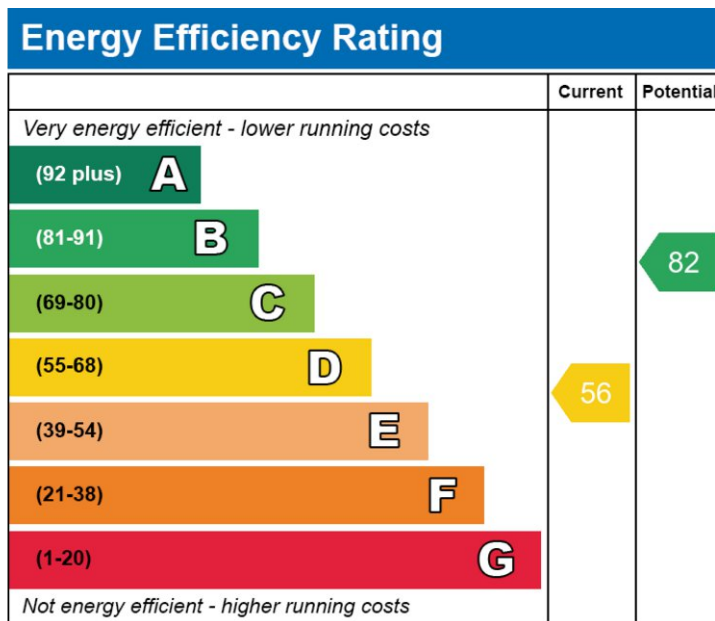 Energy Efficiency Rating
Current Potential
Very energy efficient - lower running costs
(92 plus) A
(81-91) B
82
(69-80) C
(55-68) D
56
(39-54) E
(21-38) F
(1-20) G
Not energy efficient - higher running costs